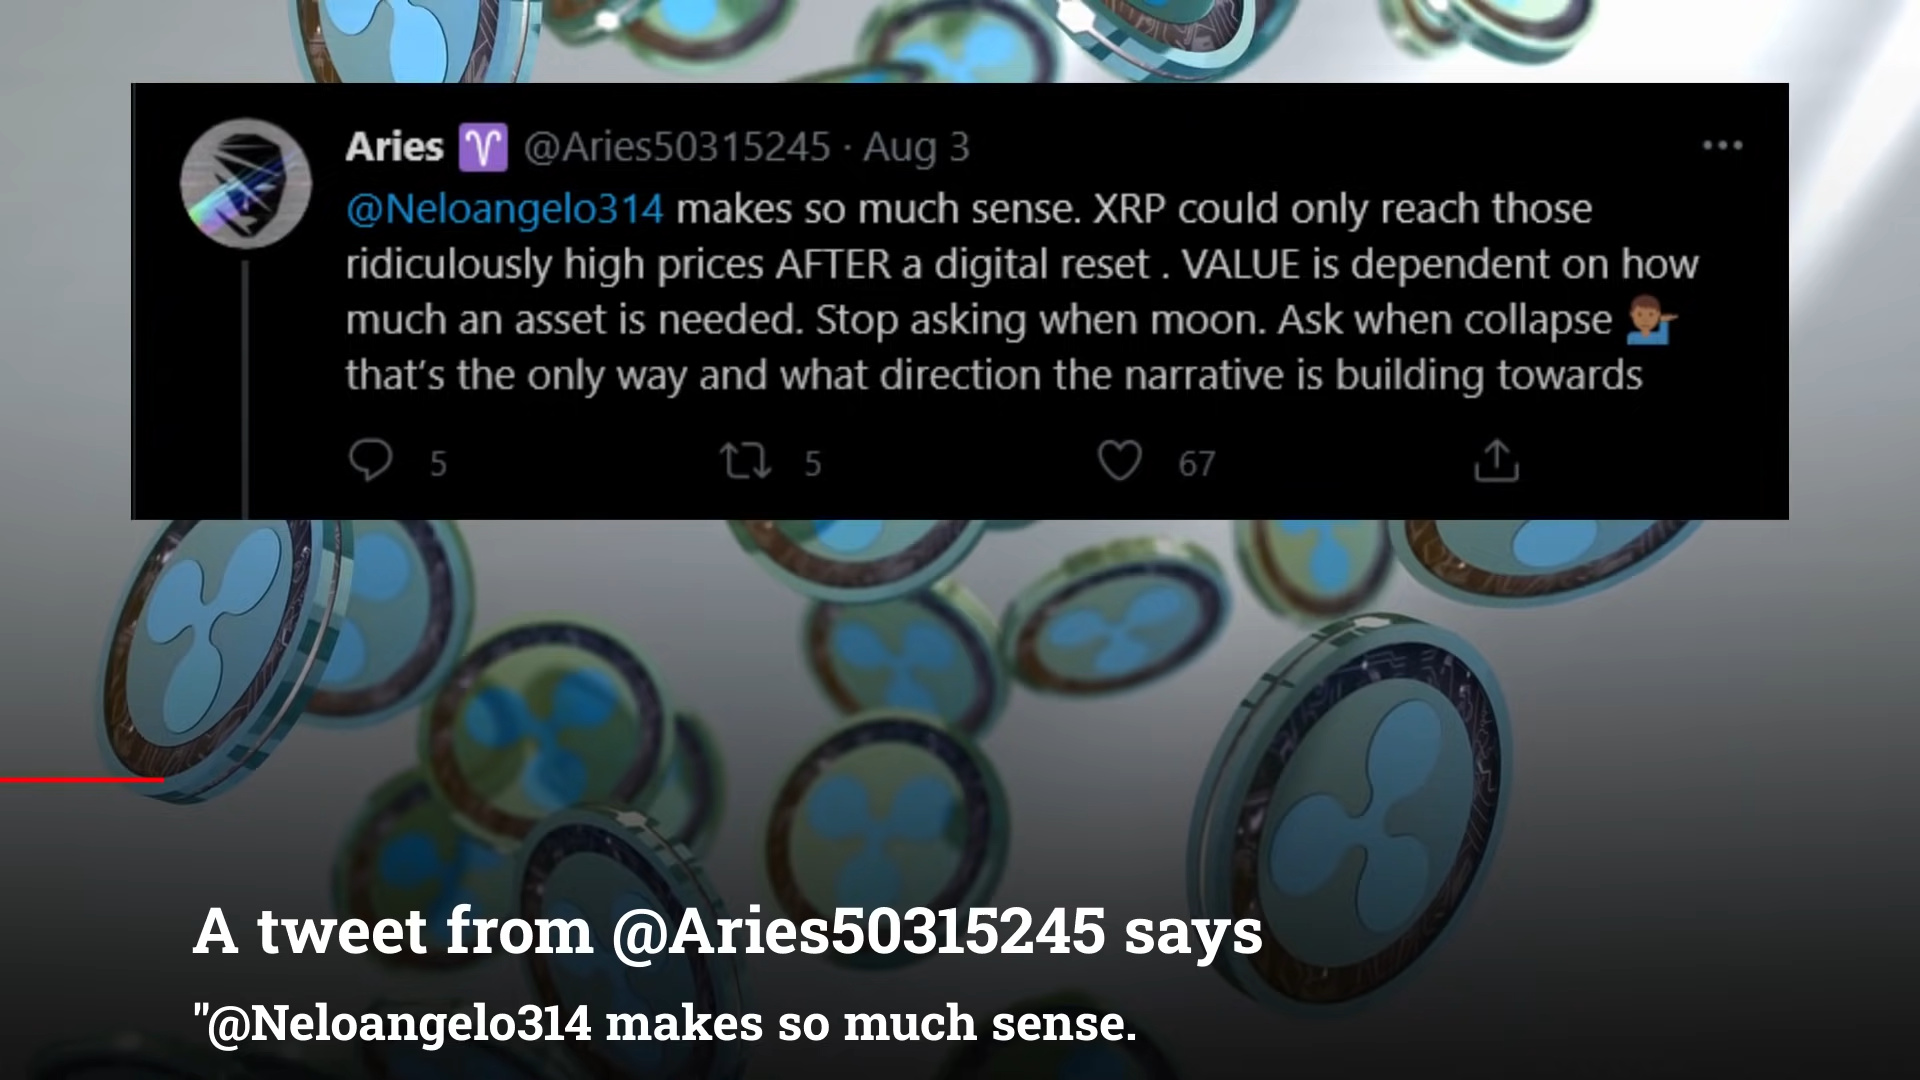 Aries ♈ @Aries50315245 · Aug 3
@Neloangelo314 makes so much sense. XRP could only reach those
ridiculously high prices AFTER a digital reset . VALUE is dependent on how
much an asset is needed. Stop asking when moon. Ask when collapse 💁🏾‍♂️
that’s the only way and what direction the narrative is building towards
5 5 67
A tweet from @Aries50315245 says
"@Neloangelo314 makes so much sense.